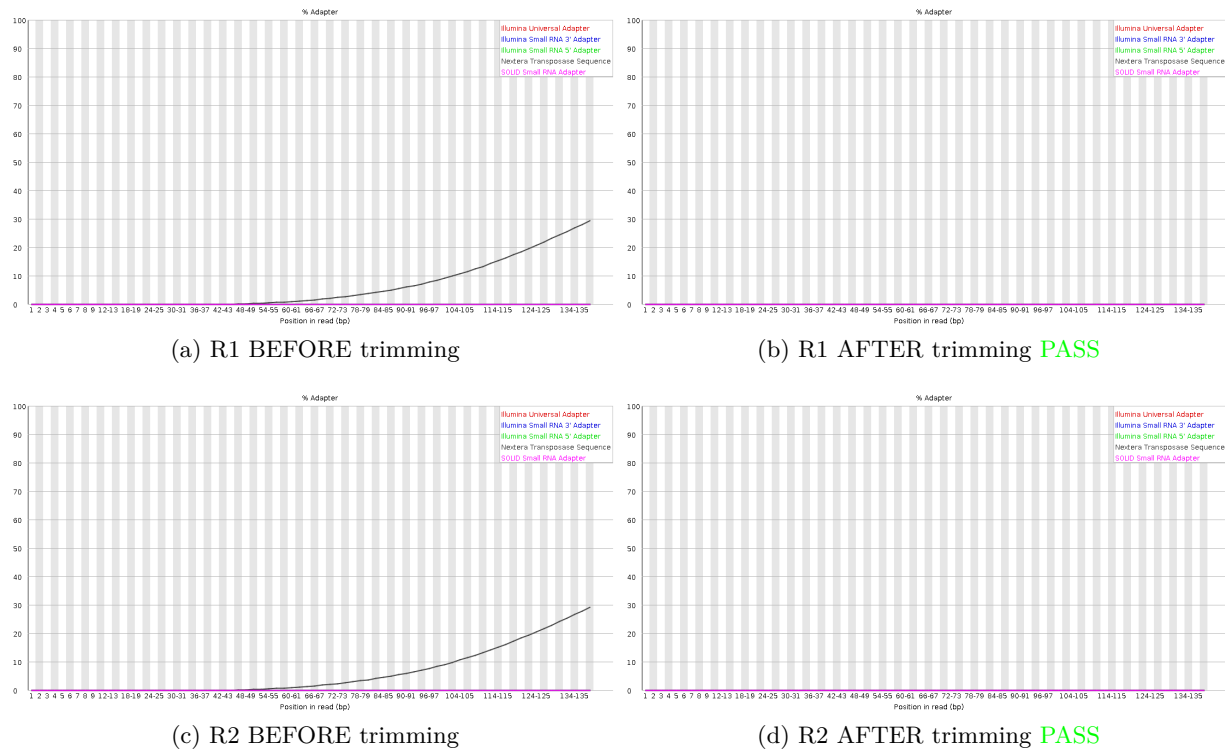 % Adapter
100
90
80
70
60
50
40
30
20
10
0
Illumina Universal Adapter
Illumina Small RNA 3' Adapter
Illumina Small RNA 5' Adapter
Nextera Transposase Sequence
SOLID Small RNA Adapter
1 2 3 4 5 6 7 8 9 12-13 18-19 24-25 30-31 36-37 42-43 48-49 54-55 60-61 66-67 72-73 78-79 84-85 90-91 96-97 104-105 114-115 124-125 134-135
Position in read (bp)
(a) R1 BEFORE trimming
% Adapter
100
90
80
70
60
50
40
30
20
10
0
Illumina Universal Adapter
Illumina Small RNA 3' Adapter
Illumina Small RNA 5' Adapter
Nextera Transposase Sequence
SOLID Small RNA Adapter
1 2 3 4 5 6 7 8 9 12-13 18-19 24-25 30-31 36-37 42-43 48-49 54-55 60-61 66-67 72-73 78-79 84-85 90-91 96-97 104-105 114-115 124-125 134-135
Position in read (bp)
(b) R1 AFTER trimming PASS
% Adapter
100
90
80
70
60
50
40
30
20
10
0
Illumina Universal Adapter
Illumina Small RNA 3' Adapter
Illumina Small RNA 5' Adapter
Nextera Transposase Sequence
SOLID Small RNA Adapter
1 2 3 4 5 6 7 8 9 12-13 18-19 24-25 30-31 36-37 42-43 48-49 54-55 60-61 66-67 72-73 78-79 84-85 90-91 96-97 104-105 114-115 124-125 134-135
Position in read (bp)
(c) R2 BEFORE trimming
% Adapter
100
90
80
70
60
50
40
30
20
10
0
Illumina Universal Adapter
Illumina Small RNA 3' Adapter
Illumina Small RNA 5' Adapter
Nextera Transposase Sequence
SOLID Small RNA Adapter
1 2 3 4 5 6 7 8 9 12-13 18-19 24-25 30-31 36-37 42-43 48-49 54-55 60-61 66-67 72-73 78-79 84-85 90-91 96-97 104-105 114-115 124-125 134-135
Position in read (bp)
(d) R2 AFTER trimming PASS